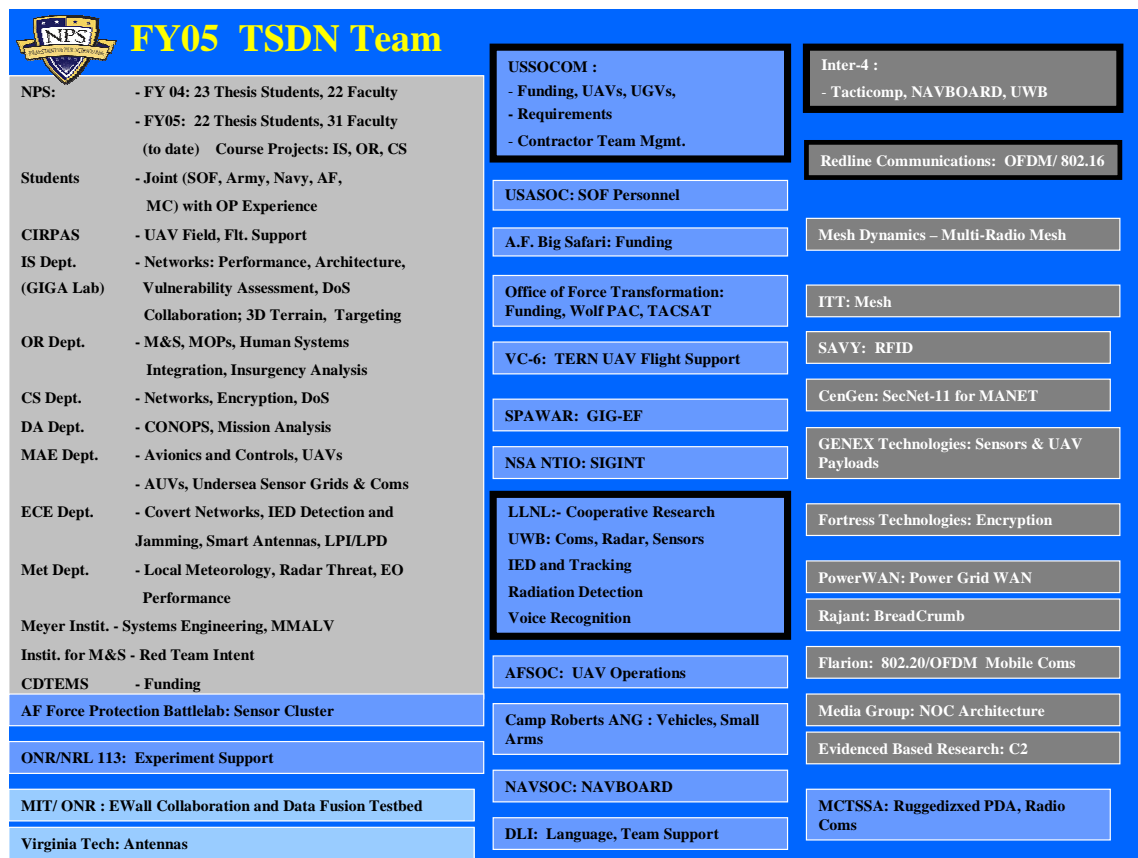 NPS
FY05 TSDN Team
NPS: - FY 04: 23 Thesis Students, 22 Faculty
- FY05: 22 Thesis Students, 31 Faculty
(to date) Course Projects: IS, OR, CS
Students - Joint (SOF, Army, Navy, AF,
MC) with OP Experience
CIRPAS - UAV Field, Flt. Support
IS Dept. - Networks: Performance, Architecture,
(GIGA Lab) Vulnerability Assessment, DoS
Collaboration; 3D Terrain, Targeting
OR Dept. - M&S, MOPs, Human Systems
Integration, Insurgency Analysis
CS Dept. - Networks, Encryption, DoS
DA Dept. - CONOPS, Mission Analysis
MAE Dept. - Avionics and Controls, UAVs
- AUVs, Undersea Sensor Grids & Coms
ECE Dept. - Covert Networks, IED Detection and
Jamming, Smart Antennas, LPI/LPD
Met Dept. - Local Meteorology, Radar Threat, EO
Performance
Meyer Instit. - Systems Engineering, MMALV
Instit. for M&S - Red Team Intent
CDTEMS - Funding
AF Force Protection Battlelab: Sensor Cluster
ONR/NRL 113: Experiment Support
MIT/ ONR : EWall Collaboration and Data Fusion Testbed
Virginia Tech: Antennas
USSOCOM :
- Funding, UAVs, UGVs,
- Requirements
- Contractor Team Mgmt.
USASOC: SOF Personnel
A.F. Big Safari: Funding
Office of Force Transformation:
Funding, Wolf PAC, TACSAT
VC-6: TERN UAV Flight Support
SPAWAR: GIG-EF
NSA NTIO: SIGINT
LLNL:- Cooperative Research
UWB: Coms, Radar, Sensors
IED and Tracking
Radiation Detection
Voice Recognition
AFSOC: UAV Operations
Camp Roberts ANG : Vehicles, Small
Arms
NAVSOC: NAVBOARD
DLI: Language, Team Support
Inter-4 :
- Tacticomp, NAVBOARD, UWB
Redline Communications: OFDM/ 802.16
Mesh Dynamics – Multi-Radio Mesh
ITT: Mesh
SAVY: RFID
CenGen: SecNet-11 for MANET
GENEX Technologies: Sensors & UAV
Payloads
Fortress Technologies: Encryption
PowerWAN: Power Grid WAN
Rajant: BreadCrumb
Flarion: 802.20/OFDM Mobile Coms
Media Group: NOC Architecture
Evidenced Based Research: C2
MCTSSA: Ruggedizxed PDA, Radio
Coms